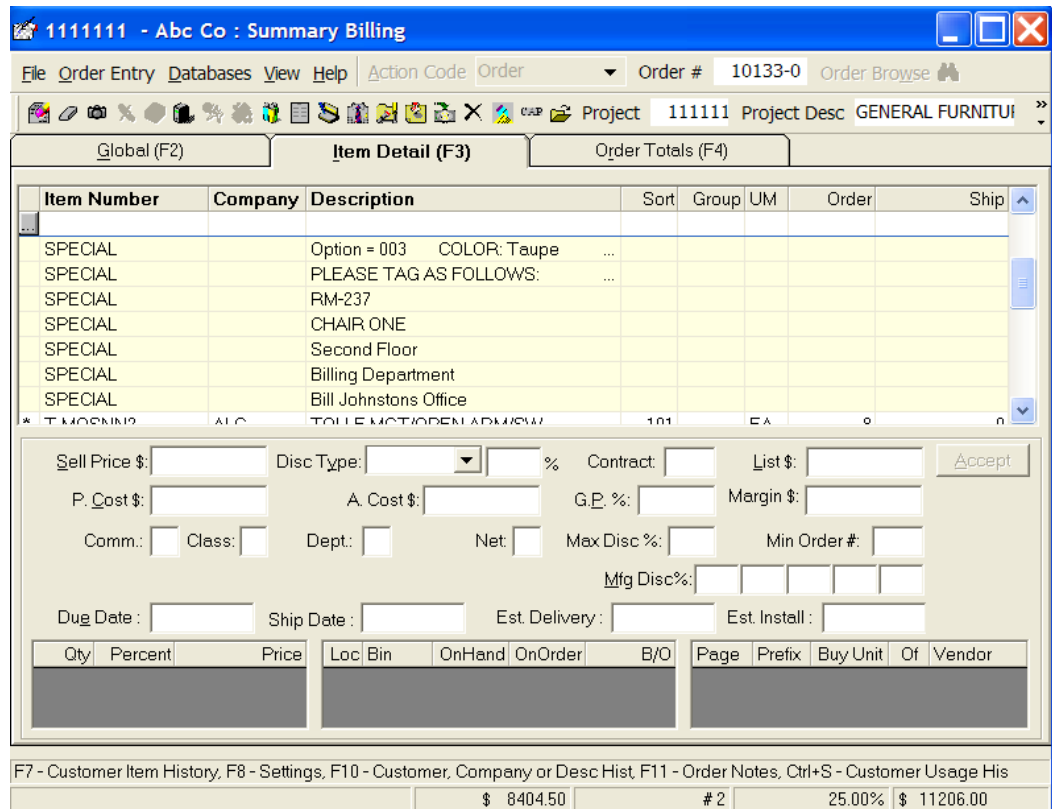 1111111 - Abc Co : Summary Billing
File Order Entry Databases View Help Action Code Order Order # 10133-0 Order Browse
CAP Project 111111 Project Desc GENERAL FURNITUR »
Global (F2) Item Detail (F3) Order Totals (F4)
Item Number Company Description Sort Group UM Order Ship
...
SPECIAL Option = 003 COLOR: Taupe ...
SPECIAL PLEASE TAG AS FOLLOWS: ...
SPECIAL RM-237
SPECIAL CHAIR ONE
SPECIAL Second Floor
SPECIAL Billing Department
SPECIAL Bill Johnstons Office
* 101 EA
Sell Price $: Disc Type: % Contract: List $: Accept
P. Cost $: A. Cost $: G.P. %: Margin $:
Comm.: Class: Dept.: Net: Max Disc %: Min Order #:
Mfg Disc%:
Due Date : Ship Date : Est. Delivery : Est. Install :
Qty Percent Price Loc Bin OnHand OnOrder B/O Page Prefix Buy Unit Of Vendor
F7 - Customer Item History, F8 - Settings, F10 - Customer, Company or Desc Hist, F11 - Order Notes, Ctrl+S - Customer Usage His
$ 8404.50 # 2 25.00% $ 11206.00